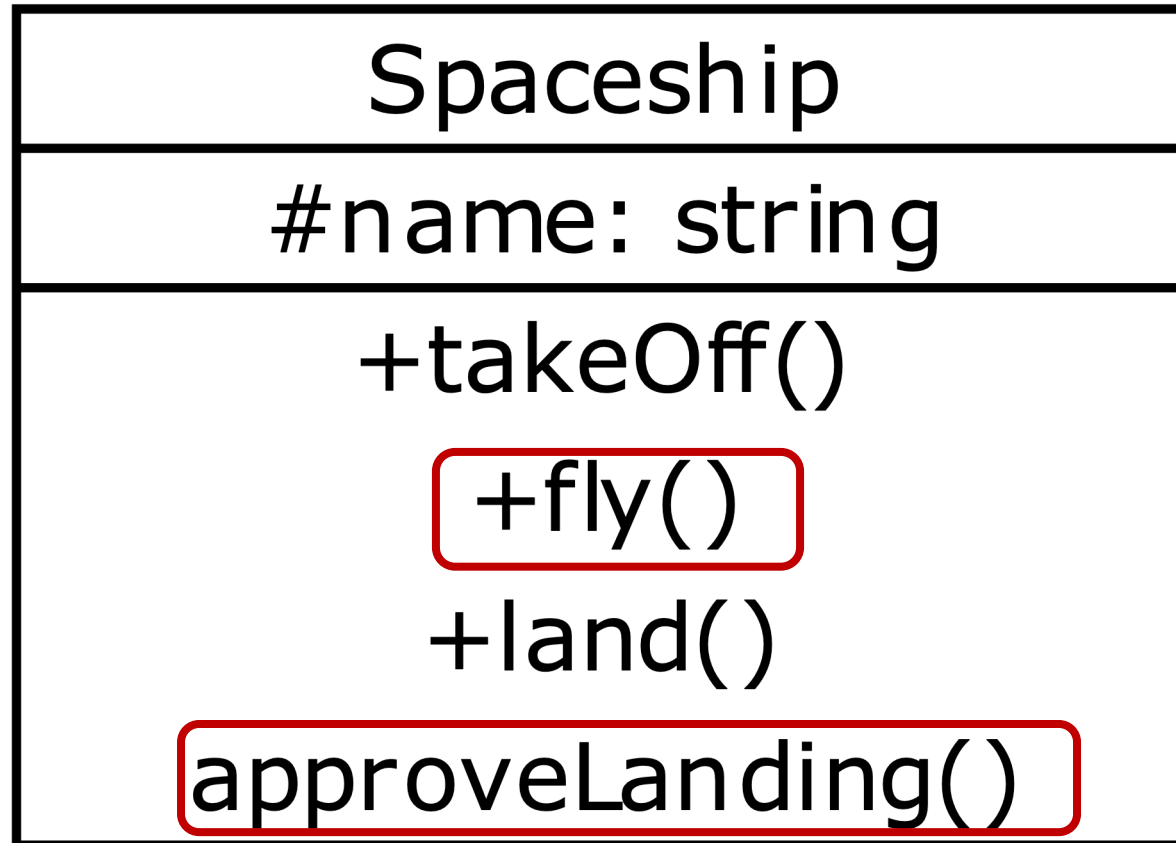 Spaceship
#name: string
+takeOff()
+fly()
+land()
approveLanding()